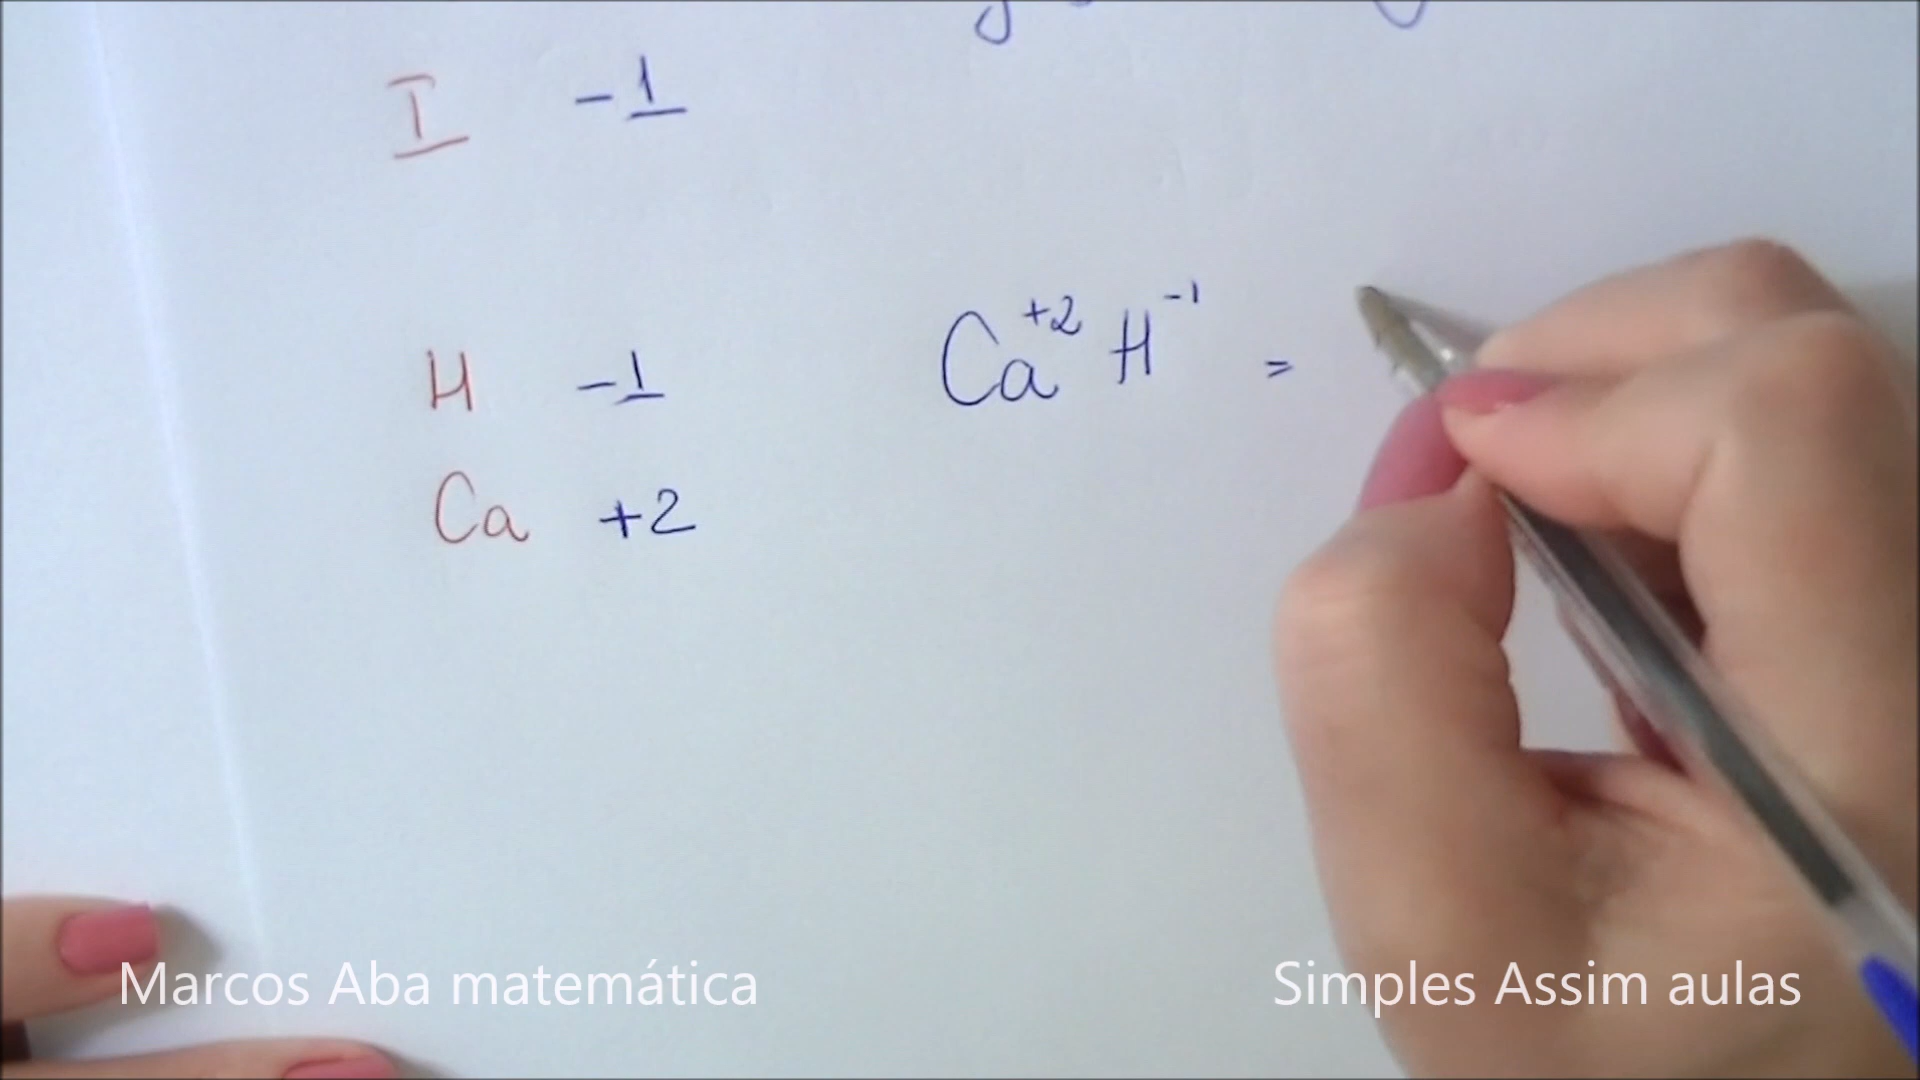 I -1
H -1
Ca +2
Ca⁺² H⁻¹ =
Marcos Aba matemática
Simples Assim aulas